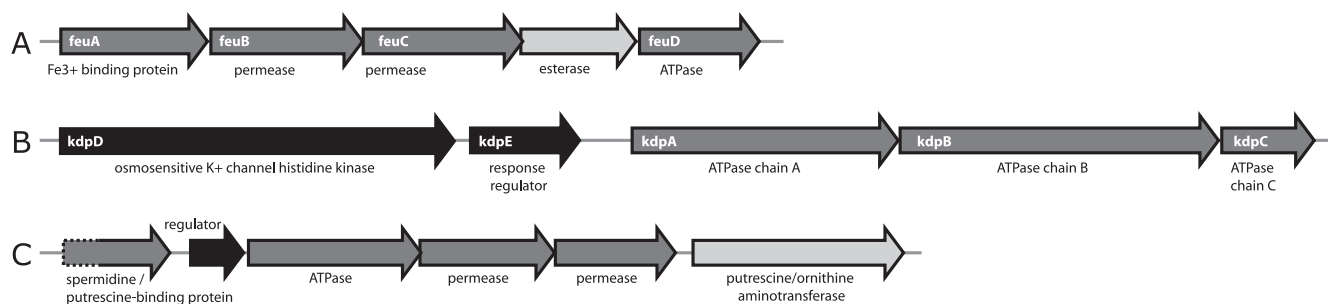 A feuA feuB feuC feuD
Fe3+ binding protein permease permease esterase ATPase
B kdpD kdpE kdpA kdpB kdpC
osmosensitive K+ channel histidine kinase response regulator ATPase chain A ATPase chain B ATPase chain C
regulator
C
spermidine / putrescine-binding protein ATPase permease permease putrescine/ornithine aminotransferase